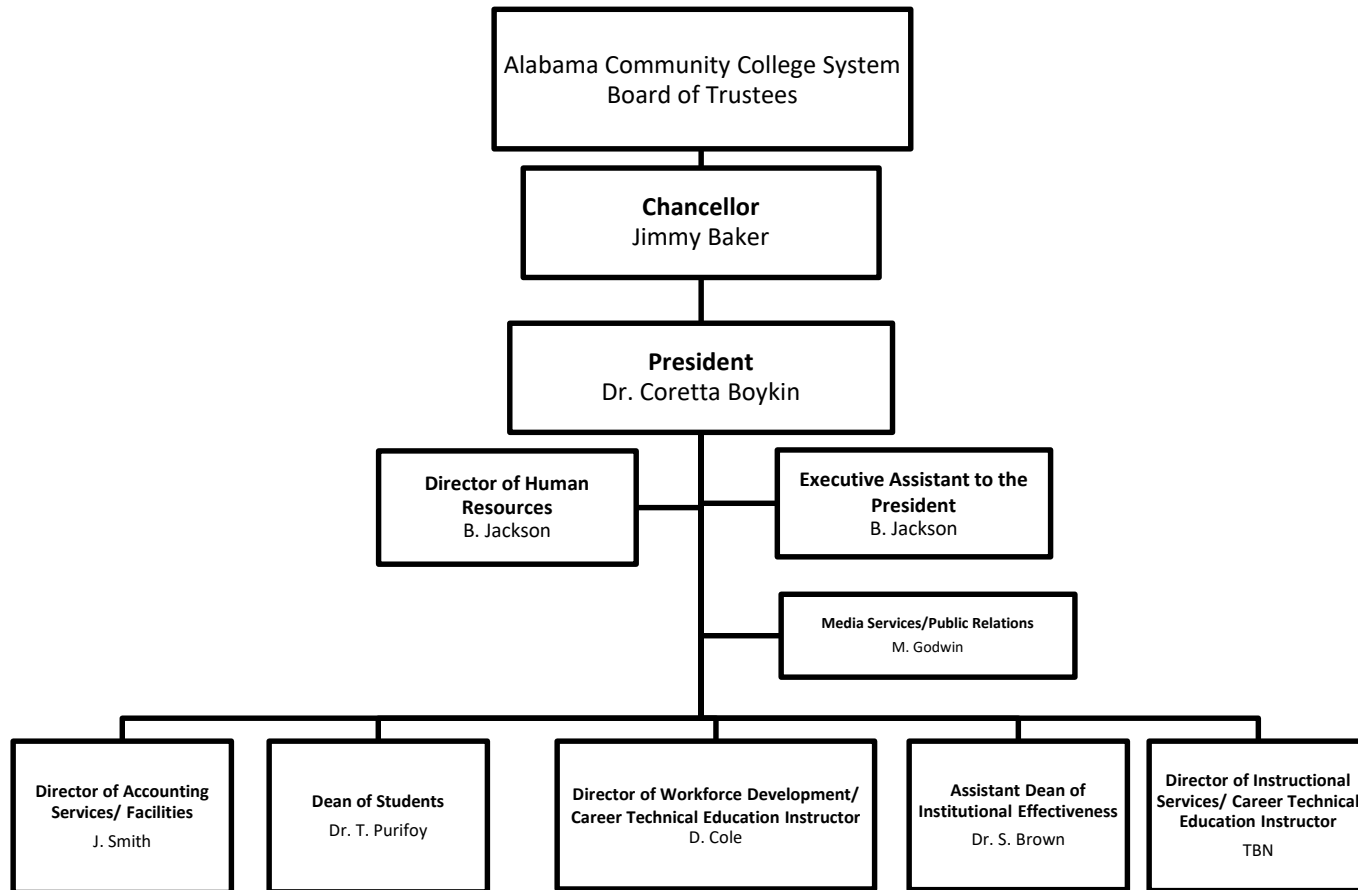 Alabama Community College System
Board of Trustees
Chancellor
Jimmy Baker
President
Dr. Coretta Boykin
Director of Human
Resources
B. Jackson
Executive Assistant to the
President
B. Jackson
Media Services/Public Relations
M. Godwin
Director of Accounting
Services/ Facilities
J. Smith
Dean of Students
Dr. T. Purifoy
Director of Workforce Development/
Career Technical Education Instructor
D. Cole
Assistant Dean of
Institutional Effectiveness
Dr. S. Brown
Director of Instructional
Services/ Career Technical
Education Instructor
TBN